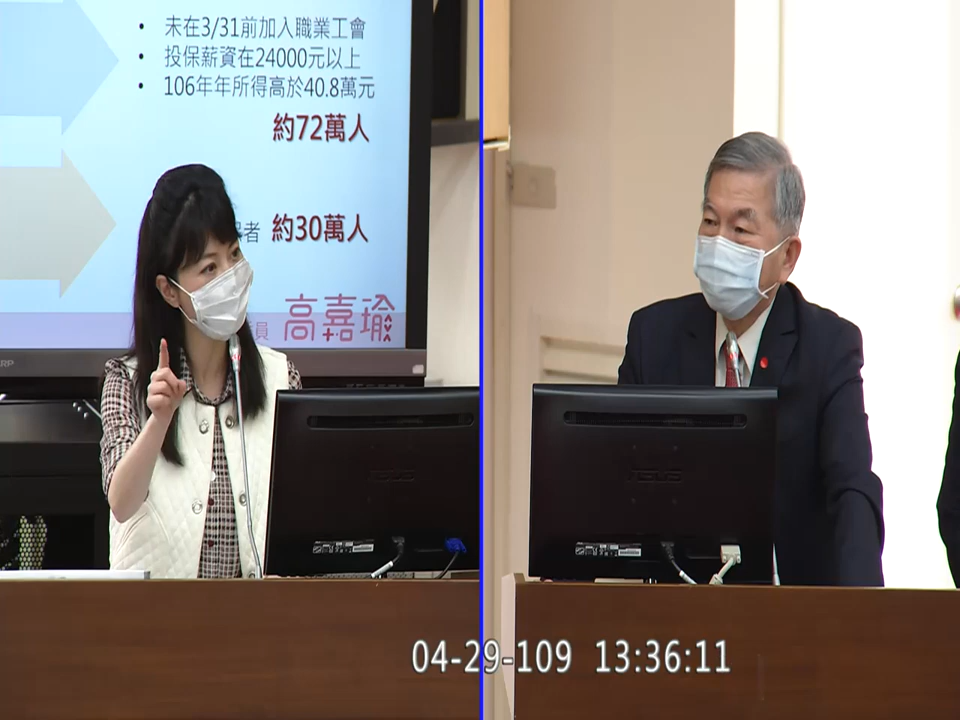 • 未在3/31前加入職業工會
• 投保薪資在24000元以上
• 106年年所得高於40.8萬元
約72萬人
者 約30萬人
員 高嘉瑜
ASUS
04-29-109 13:36:11